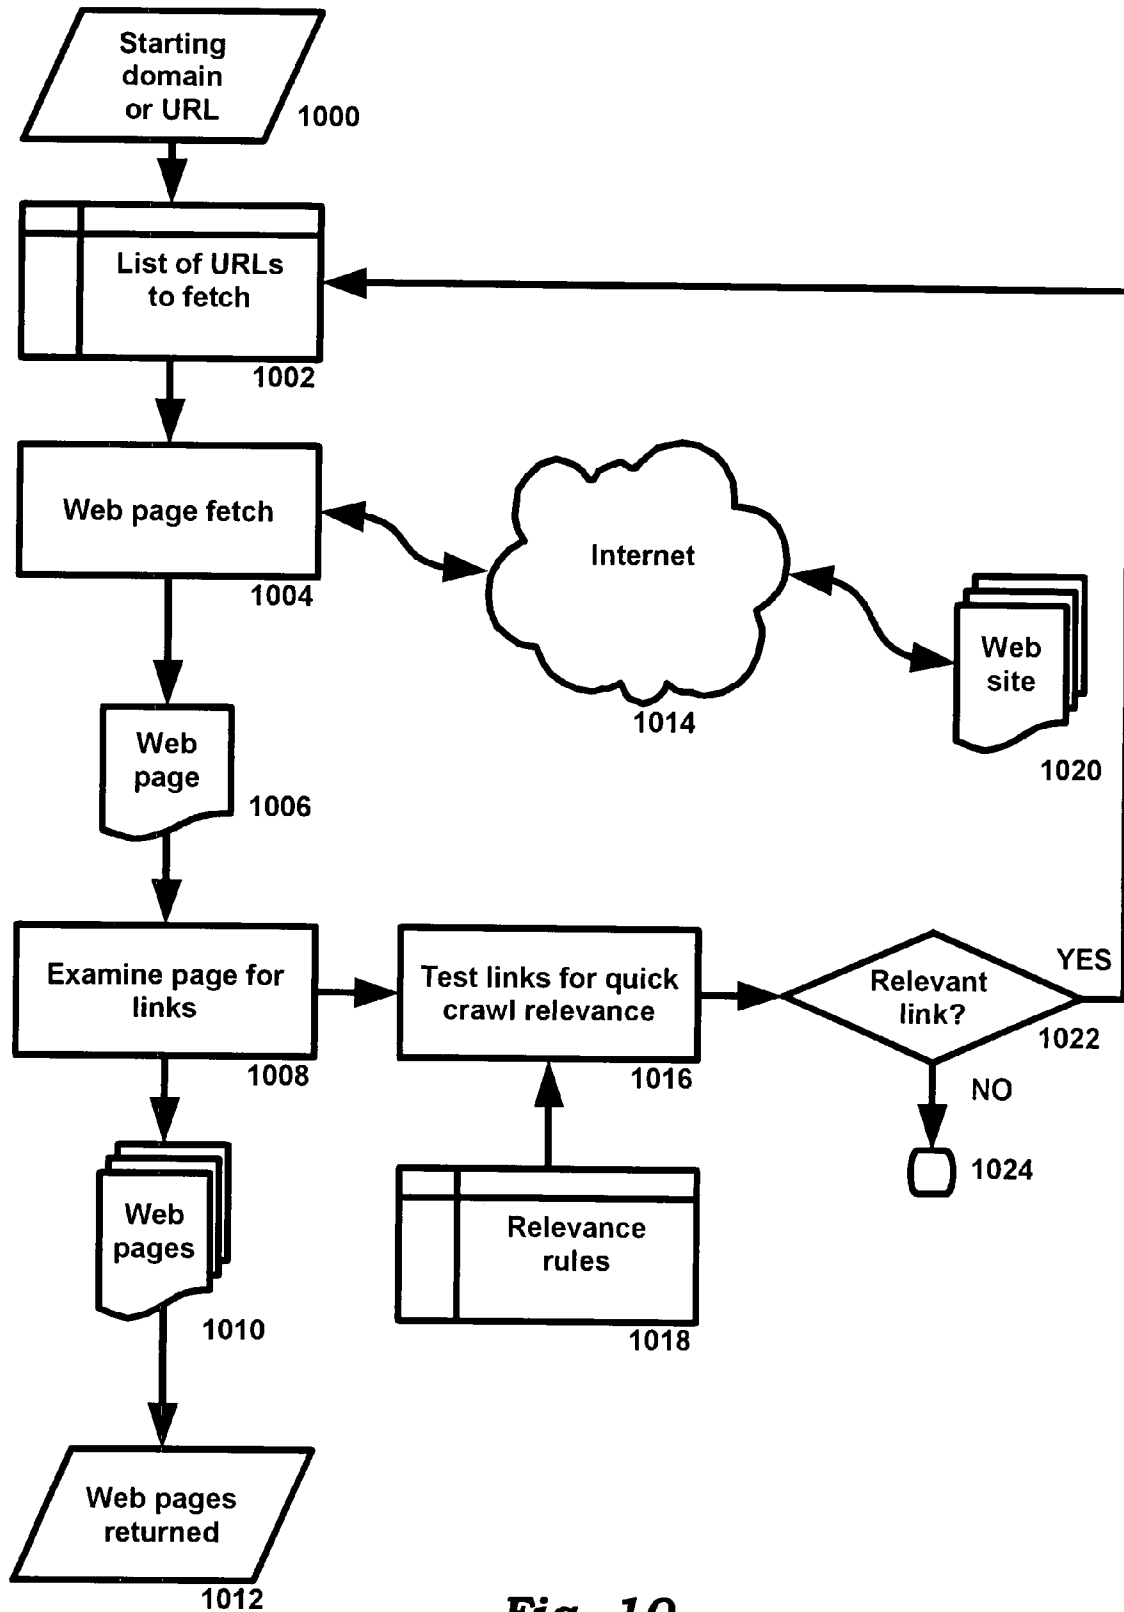 Starting
domain
or URL
1000
List of URLs
to fetch
1002
Web page fetch
1004
Internet
1014
Web
site
1020
Web
page
1006
Examine page for
links
1008
Test links for quick
crawl relevance
1016
Relevant
link?
YES
1022
NO
1024
Web
pages
1010
Relevance
rules
1018
Web pages
returned
1012
Fig. 10